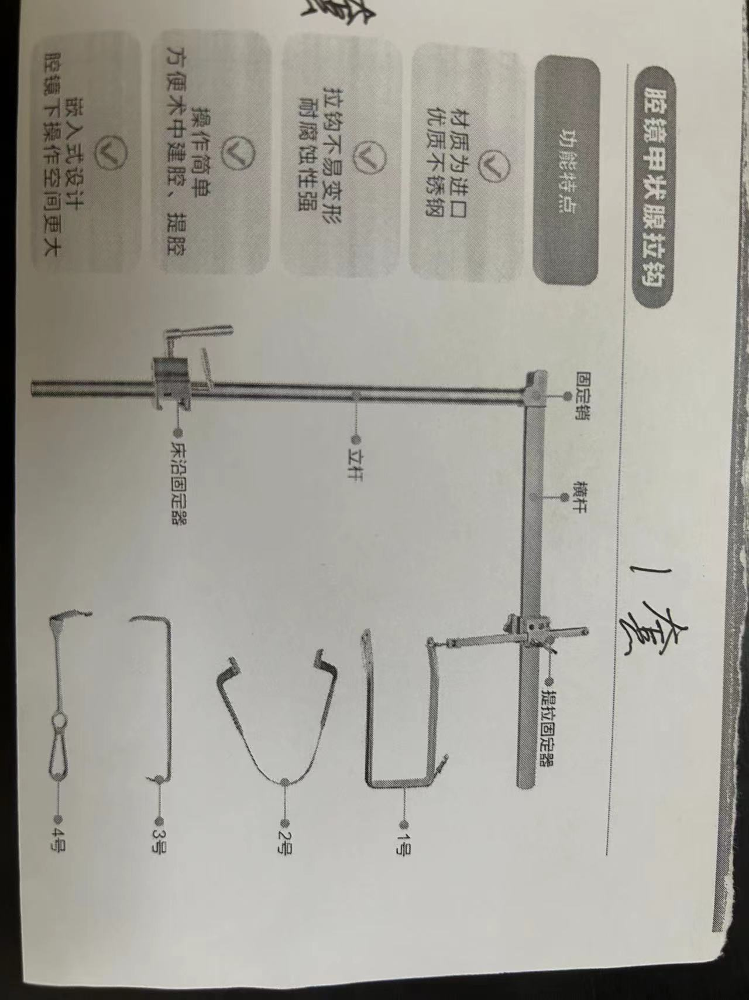 腔镜甲状腺拉钩
1套
功能特点
材质为进口
优质不锈钢
拉钩不易变形
耐腐蚀性强
操作简单
方便术中建腔、提腔
嵌入式设计
腔镜下操作空间更大
固定销
横杆
提拉固定器
立杆
床沿固定器
1号
2号
3号
4号
套